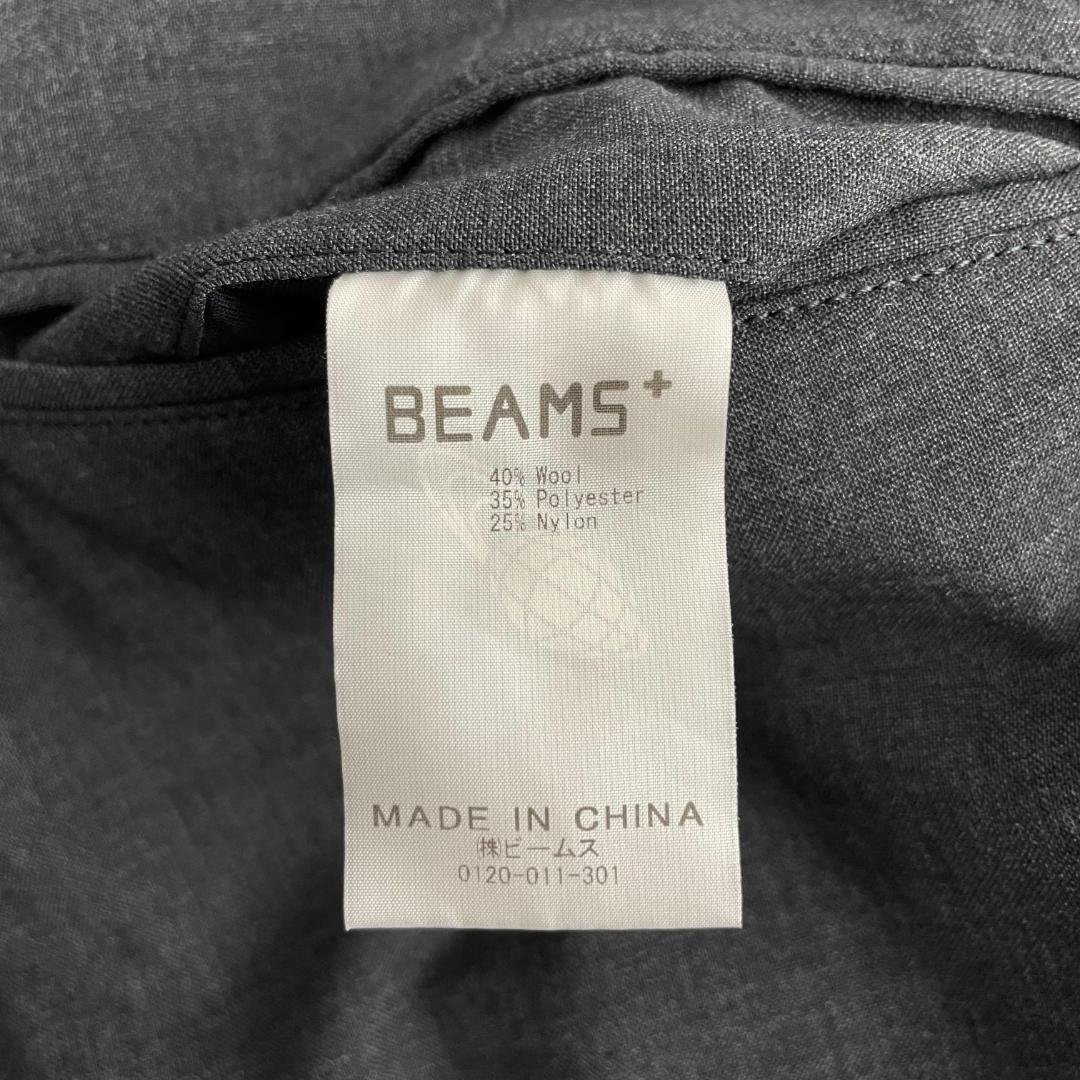 BEAMS+
40% Wool
35% Polyester
25% Nylon
MADE IN CHINA
㈱ビームス
0120-011-301